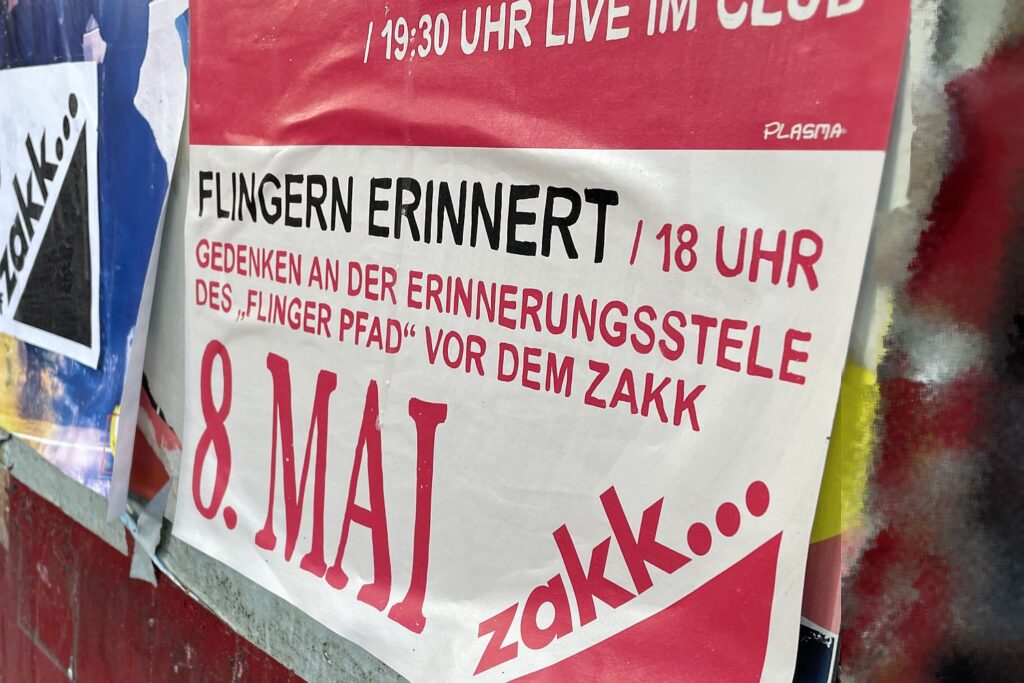 / 19:30 UHR LIVE IM CLUB
PLASMA
FLINGERN ERINNERT / 18 UHR
GEDENKEN AN DER ERINNERUNGSSTELE
DES „FLINGER PFAD“ VOR DEM ZAKK
8. MAI
zakk...
zakk...